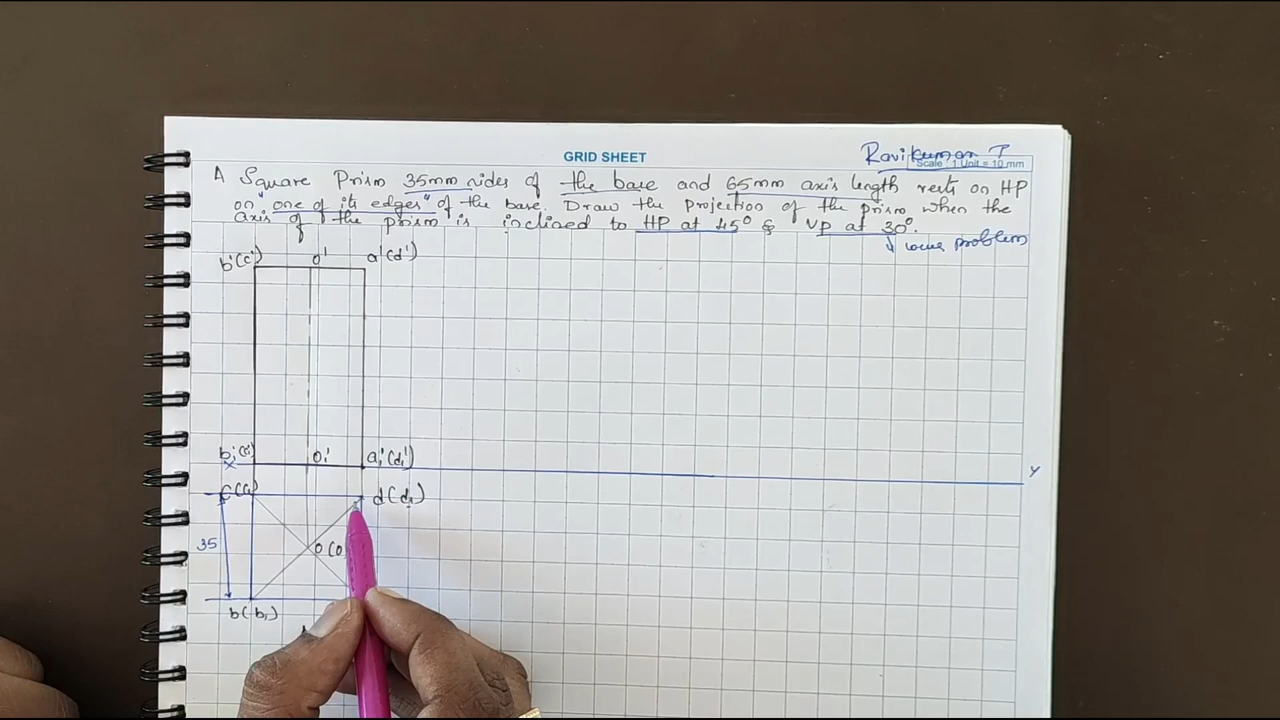 Ravikumar T
GRID SHEET
Scale : 1 Unit = 10 mm
A Square Prism 35mm sides of the base and 65mm axis length rests on HP
on "one of its edges" of the base. Draw the projection of the prism when the
axis of the prism is inclined to HP at 45° & VP at 30°.
↓ locus problem
b'(c') o' a'(d')
b₁'(c₁') o₁' a₁'(d₁')
X Y
c(c₁ d(d₁)
35 o(o
b(b₁)